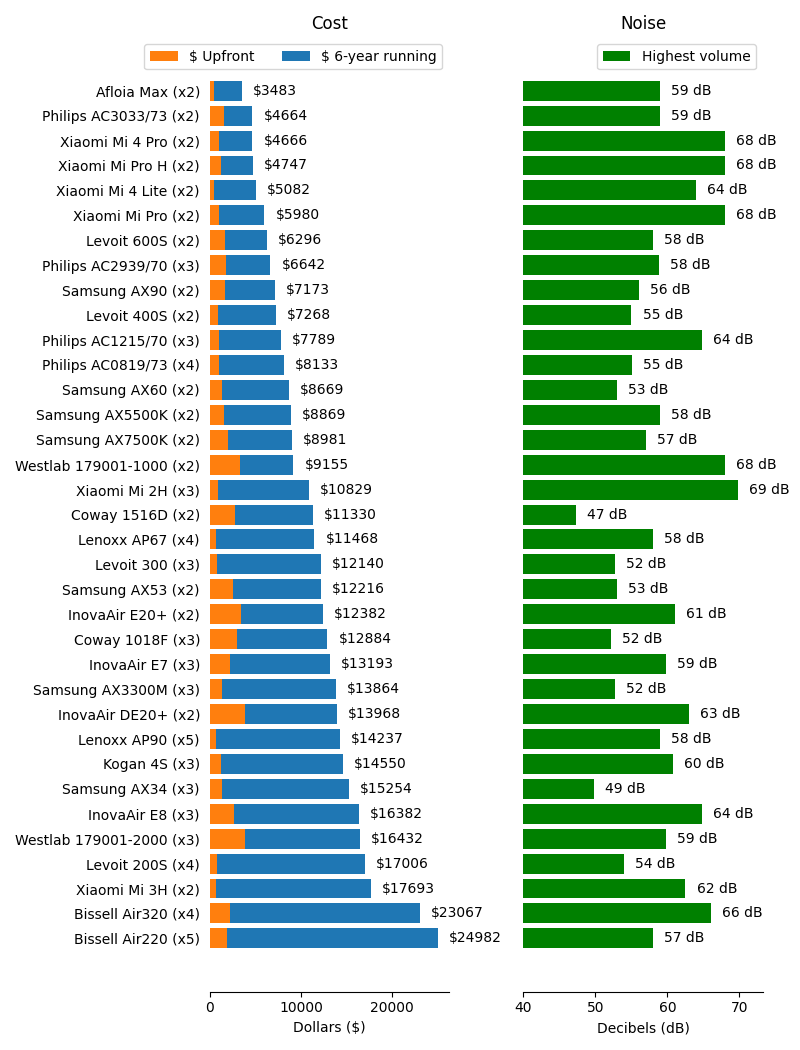 Cost Noise
$ Upfront $ 6-year running Highest volume
Afloia Max (x2) $3483 59 dB
Philips AC3033/73 (x2) $4664 59 dB
Xiaomi Mi 4 Pro (x2) $4666 68 dB
Xiaomi Mi Pro H (x2) $4747 68 dB
Xiaomi Mi 4 Lite (x2) $5082 64 dB
Xiaomi Mi Pro (x2) $5980 68 dB
Levoit 600S (x2) $6296 58 dB
Philips AC2939/70 (x3) $6642 58 dB
Samsung AX90 (x2) $7173 56 dB
Levoit 400S (x2) $7268 55 dB
Philips AC1215/70 (x3) $7789 64 dB
Philips AC0819/73 (x4) $8133 55 dB
Samsung AX60 (x2) $8669 53 dB
Samsung AX5500K (x2) $8869 58 dB
Samsung AX7500K (x2) $8981 57 dB
Westlab 179001-1000 (x2) $9155 68 dB
Xiaomi Mi 2H (x3) $10829 69 dB
Coway 1516D (x2) $11330 47 dB
Lenoxx AP67 (x4) $11468 58 dB
Levoit 300 (x3) $12140 52 dB
Samsung AX53 (x2) $12216 53 dB
InovaAir E20+ (x2) $12382 61 dB
Coway 1018F (x3) $12884 52 dB
InovaAir E7 (x3) $13193 59 dB
Samsung AX3300M (x3) $13864 52 dB
InovaAir DE20+ (x2) $13968 63 dB
Lenoxx AP90 (x5) $14237 58 dB
Kogan 4S (x3) $14550 60 dB
Samsung AX34 (x3) $15254 49 dB
InovaAir E8 (x3) $16382 64 dB
Westlab 179001-2000 (x3) $16432 59 dB
Levoit 200S (x4) $17006 54 dB
Xiaomi Mi 3H (x2) $17693 62 dB
Bissell Air320 (x4) $23067 66 dB
Bissell Air220 (x5) $24982 57 dB
0 10000 20000 40 50 60 70
Dollars ($) Decibels (dB)